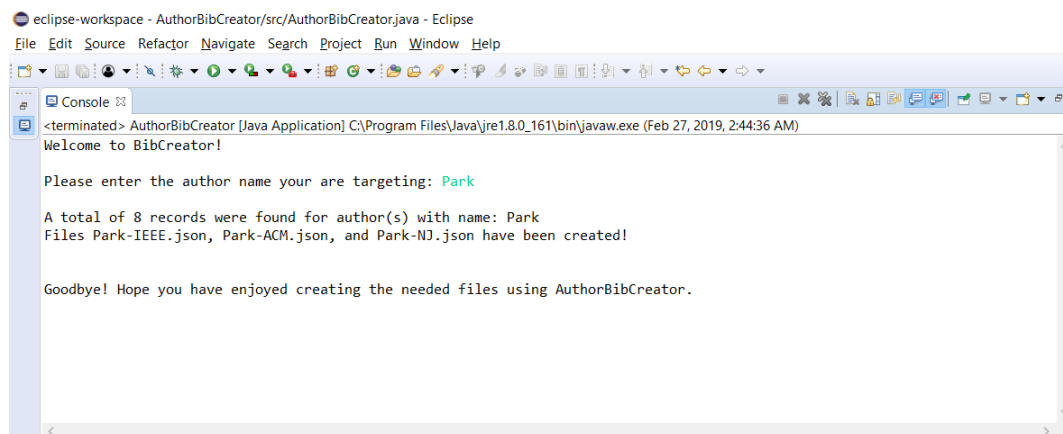 eclipse-workspace - AuthorBibCreator/src/AuthorBibCreator.java - Eclipse
File Edit Source Refactor Navigate Search Project Run Window Help
Console
<terminated> AuthorBibCreator [Java Application] C:\Program Files\Java\jre1.8.0_161\bin\javaw.exe (Feb 27, 2019, 2:44:36 AM)
Welcome to BibCreator!
Please enter the author name your are targeting: Park
A total of 8 records were found for author(s) with name: Park
Files Park-IEEE.json, Park-ACM.json, and Park-NJ.json have been created!
Goodbye! Hope you have enjoyed creating the needed files using AuthorBibCreator.